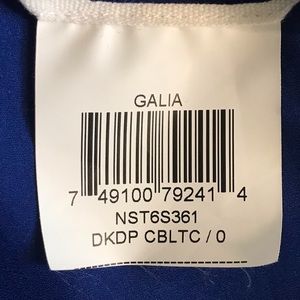 GALIA
7 49100 79241 4
NST6S361
DKDP CBLTC / 0